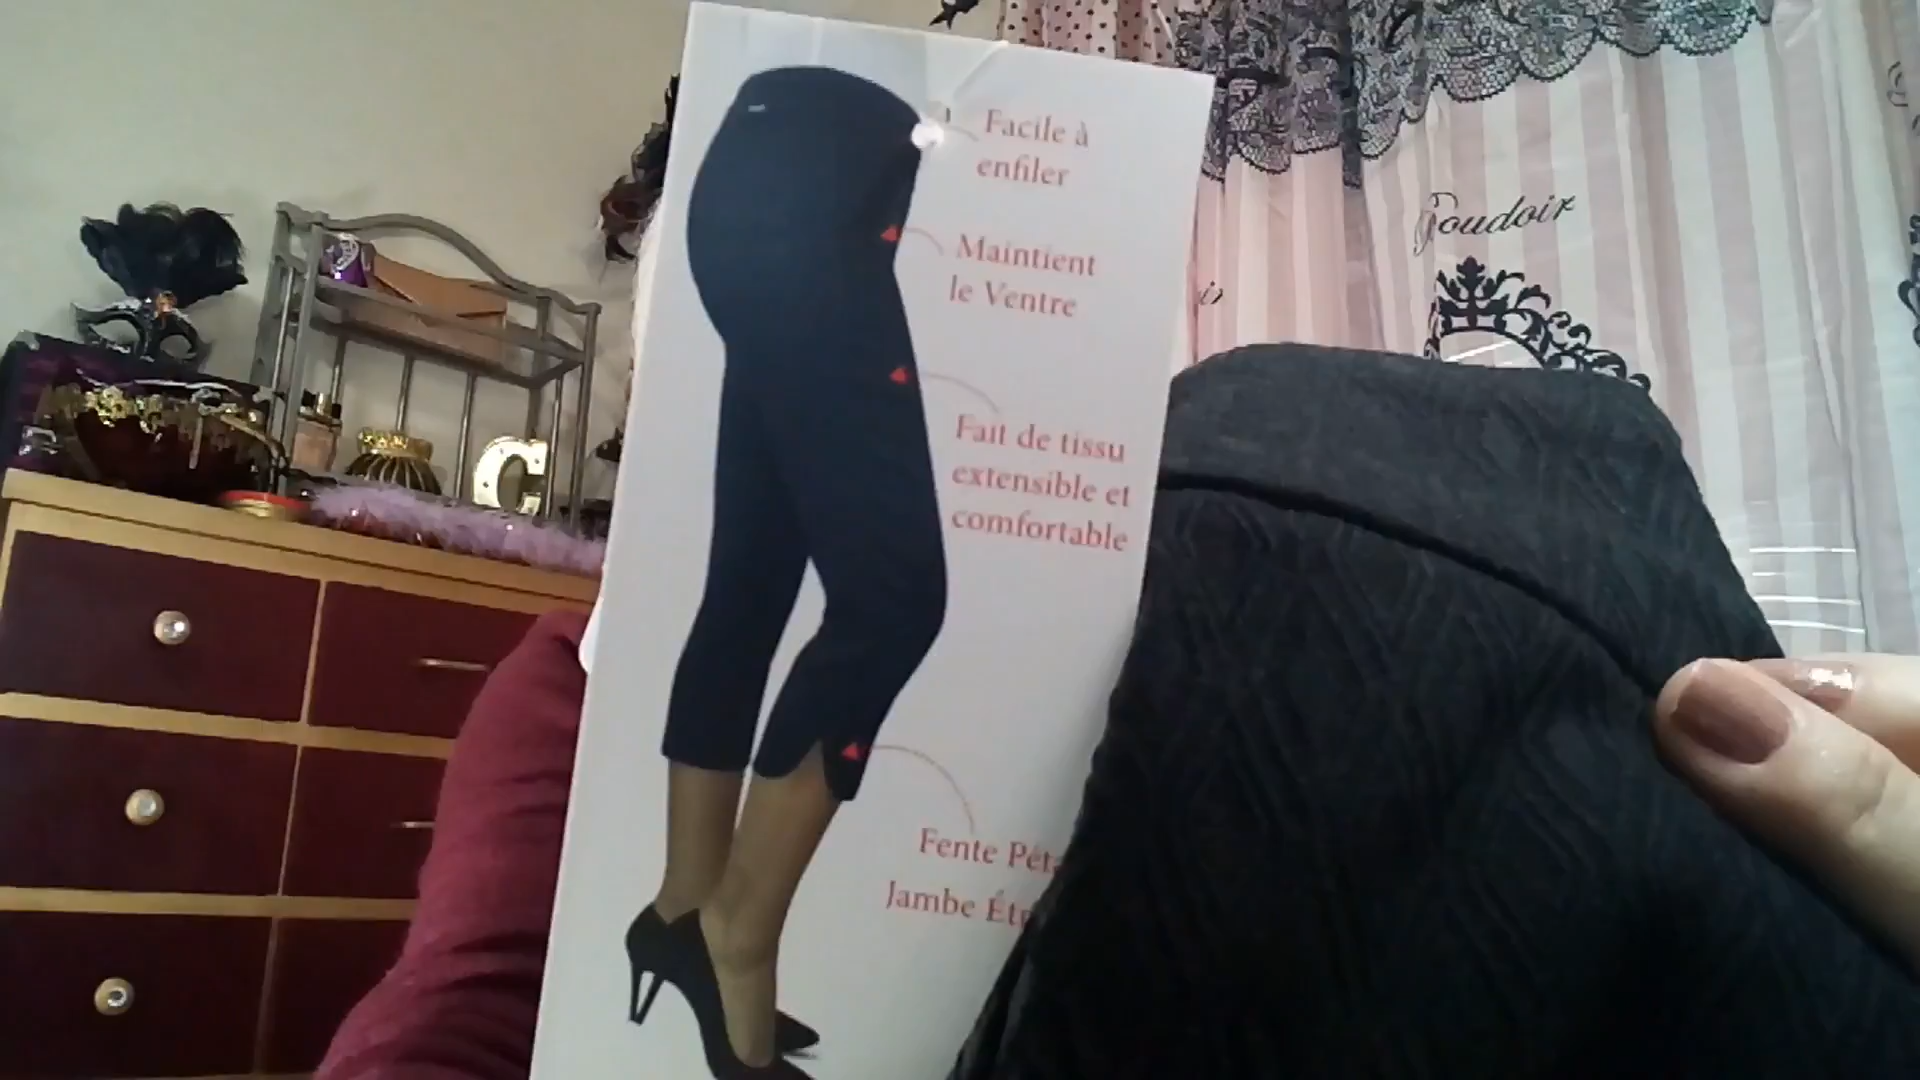 Facile à
enfiler
Maintient
le Ventre
Fait de tissu
extensible et
comfortable
Fente
Jambe
Boudoir
C